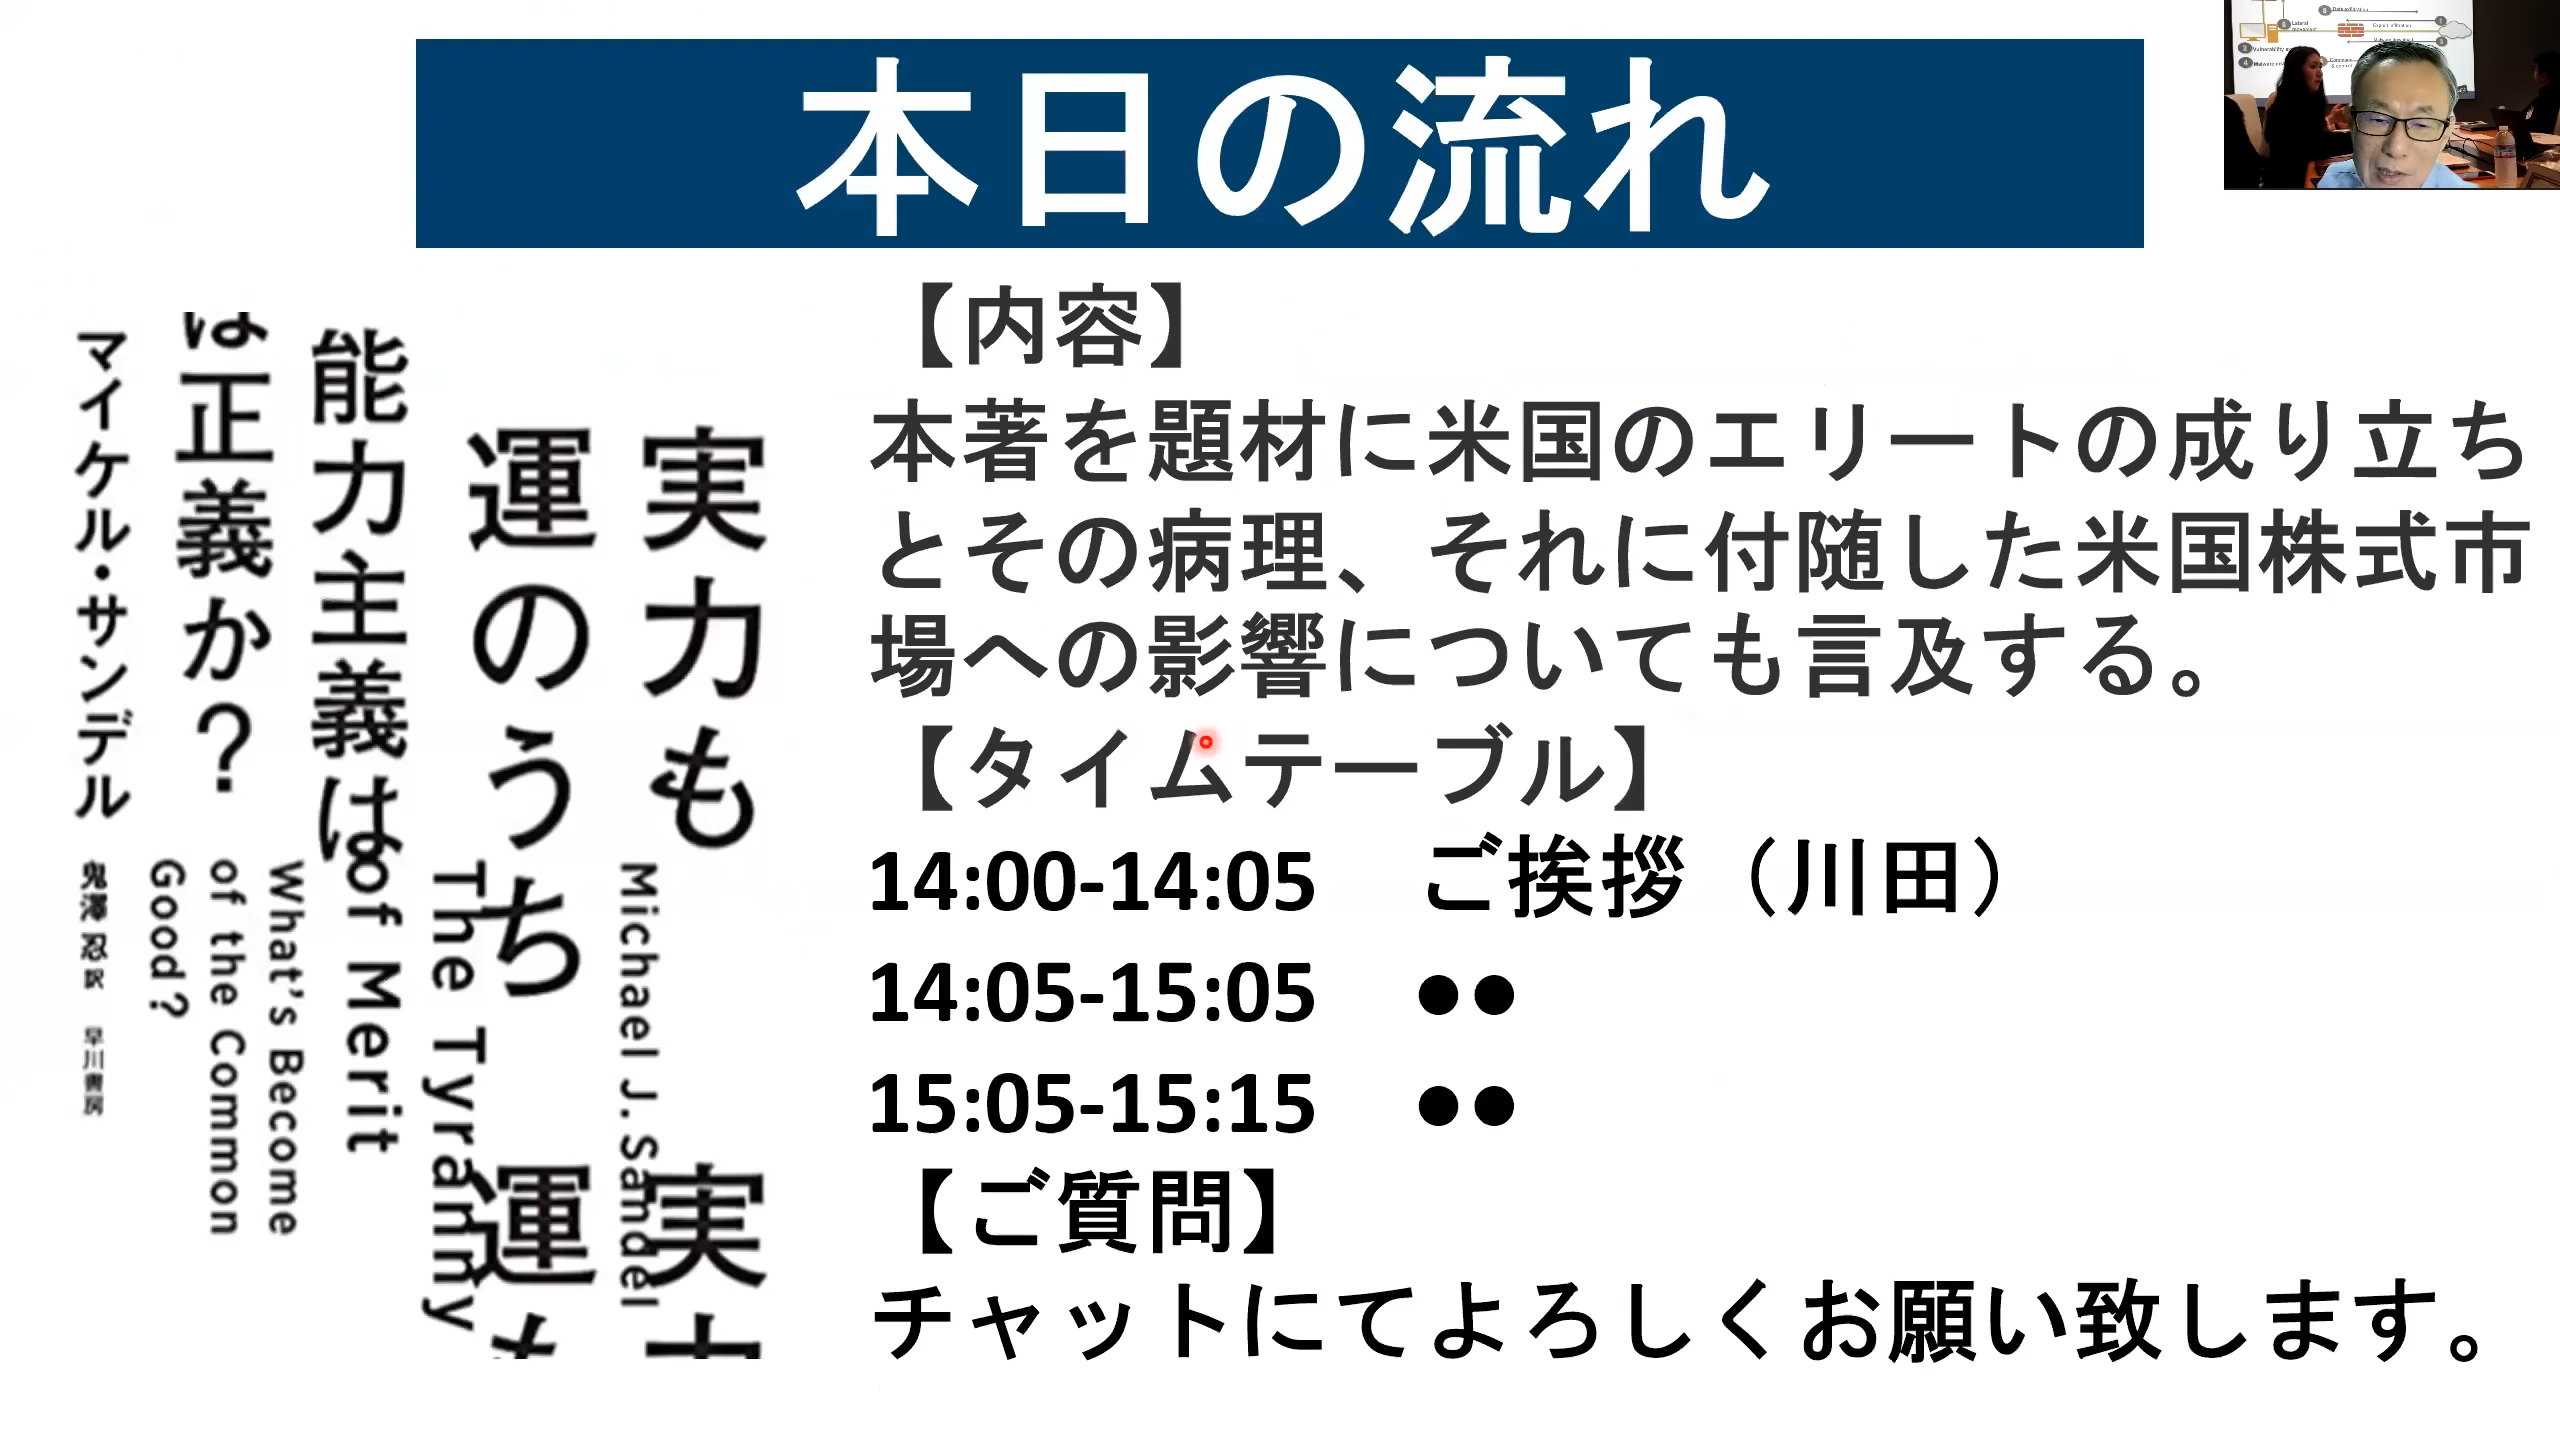 本日の流れ
【内容】
本著を題材に米国のエリートの成り立ち
とその病理、それに付随した米国株式市
場への影響についても言及する。
【タイムテーブル】
14:00-14:05 ご挨拶（川田）
14:05-15:05 ●●
15:05-15:15 ●●
【ご質問】
チャットにてよろしくお願い致します。
実力も
運のうち
能力主義は
は正義か？
マイケル・サンデル
Michael J. Sandel
The Tyranny
of Merit
What's Become
of the Common
Good?
鬼澤 忍 訳 早川書房
実力
運も
Lateral
movement